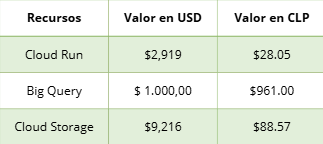 Recursos Valor en USD Valor en CLP
Cloud Run $2,919 $28.05
Big Query $ 1.000,00 $961.00
Cloud Storage $9,216 $88.57